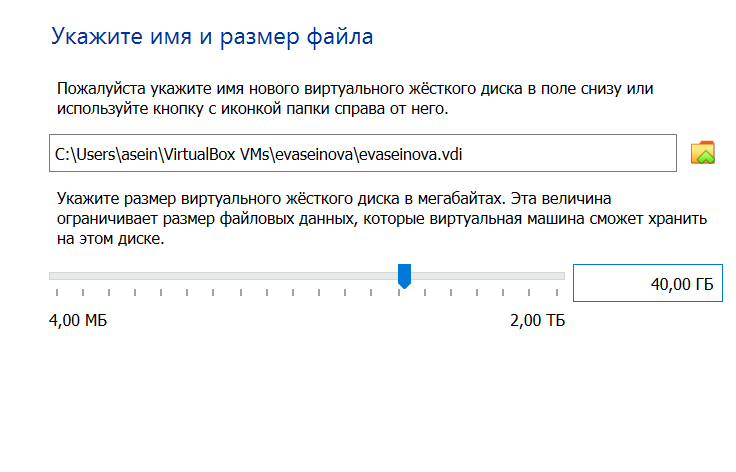 Укажите имя и размер файла
Пожалуйста укажите имя нового виртуального жёсткого диска в поле снизу или
используйте кнопку с иконкой папки справа от него.
C:\Users\asein\VirtualBox VMs\evaseinova\evaseinova.vdi
Укажите размер виртуального жёсткого диска в мегабайтах. Эта величина
ограничивает размер файловых данных, которые виртуальная машина сможет хранить
на этом диске.
40,00 ГБ
4,00 МБ 2,00 ТБ